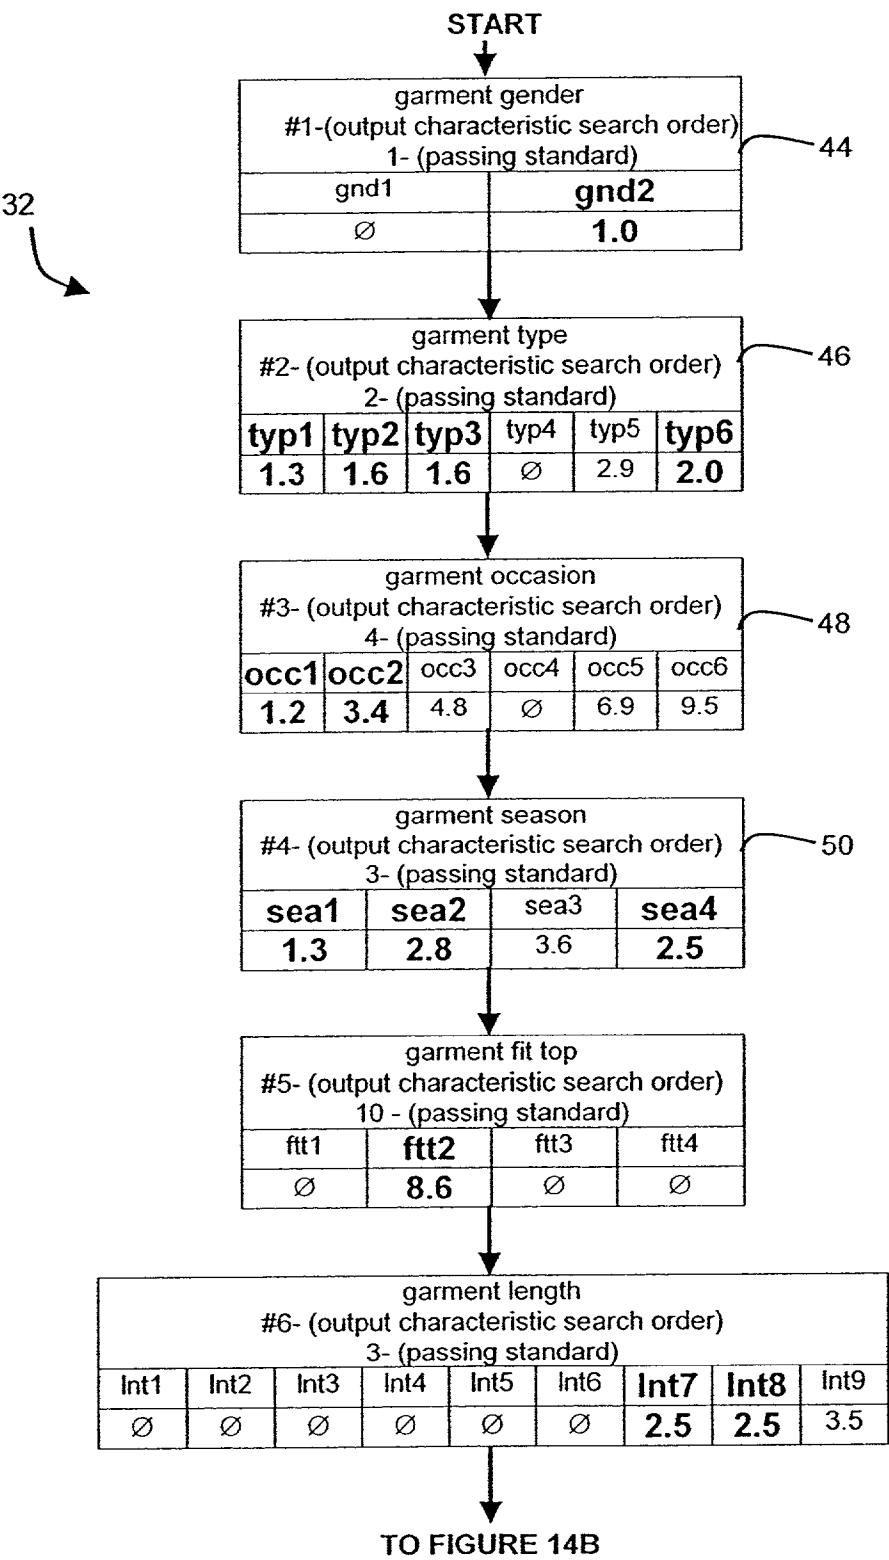 START
garment gender
#1-(output characteristic search order)
1- (passing standard)
44
gnd1 gnd2
∅ 1.0
32
garment type
#2- (output characteristic search order)
2- (passing standard)
46
typ1 typ2 typ3 typ4 typ5 typ6
1.3 1.6 1.6 ∅ 2.9 2.0
garment occasion
#3- (output characteristic search order)
4- (passing standard)
48
occ1 occ2 occ3 occ4 occ5 occ6
1.2 3.4 4.8 ∅ 6.9 9.5
garment season
#4- (output characteristic search order)
3- (passing standard)
50
sea1 sea2 sea3 sea4
1.3 2.8 3.6 2.5
garment fit top
#5- (output characteristic search order)
10 - (passing standard)
ftt1 ftt2 ftt3 ftt4
∅ 8.6 ∅ ∅
garment length
#6- (output characteristic search order)
3- (passing standard)
lnt1 lnt2 lnt3 lnt4 lnt5 lnt6 lnt7 lnt8 lnt9
∅ ∅ ∅ ∅ ∅ ∅ 2.5 2.5 3.5
TO FIGURE 14B